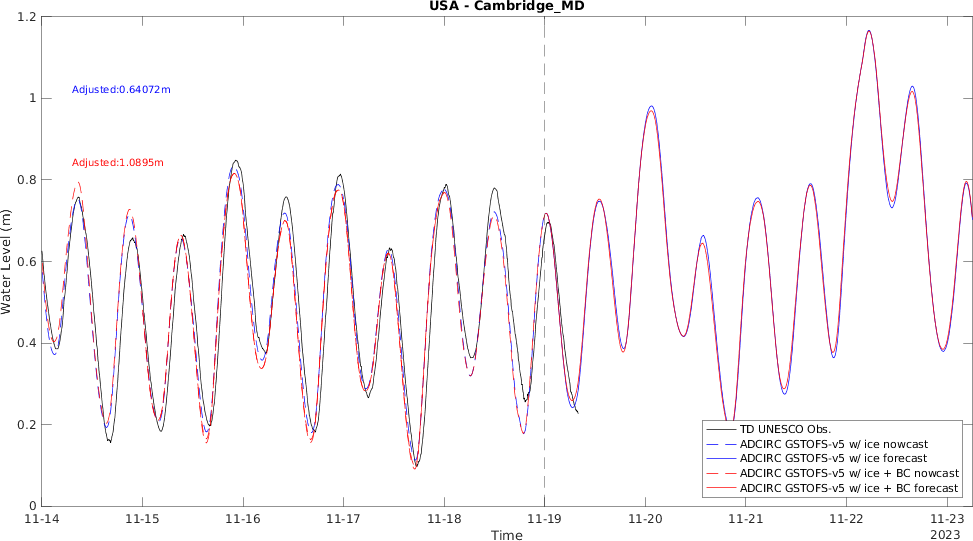 USA - Cambridge_MD
1.2
1
0.8
0.6
0.4
0.2
0
Water Level (m)
Adjusted:0.64072m
Adjusted:1.0895m
TD UNESCO Obs.
ADCIRC GSTOFS-v5 w/ ice nowcast
ADCIRC GSTOFS-v5 w/ ice forecast
ADCIRC GSTOFS-v5 w/ ice + BC nowcast
ADCIRC GSTOFS-v5 w/ ice + BC forecast
11-14 11-15 11-16 11-17 11-18 11-19 11-20 11-21 11-22 11-23
2023
Time